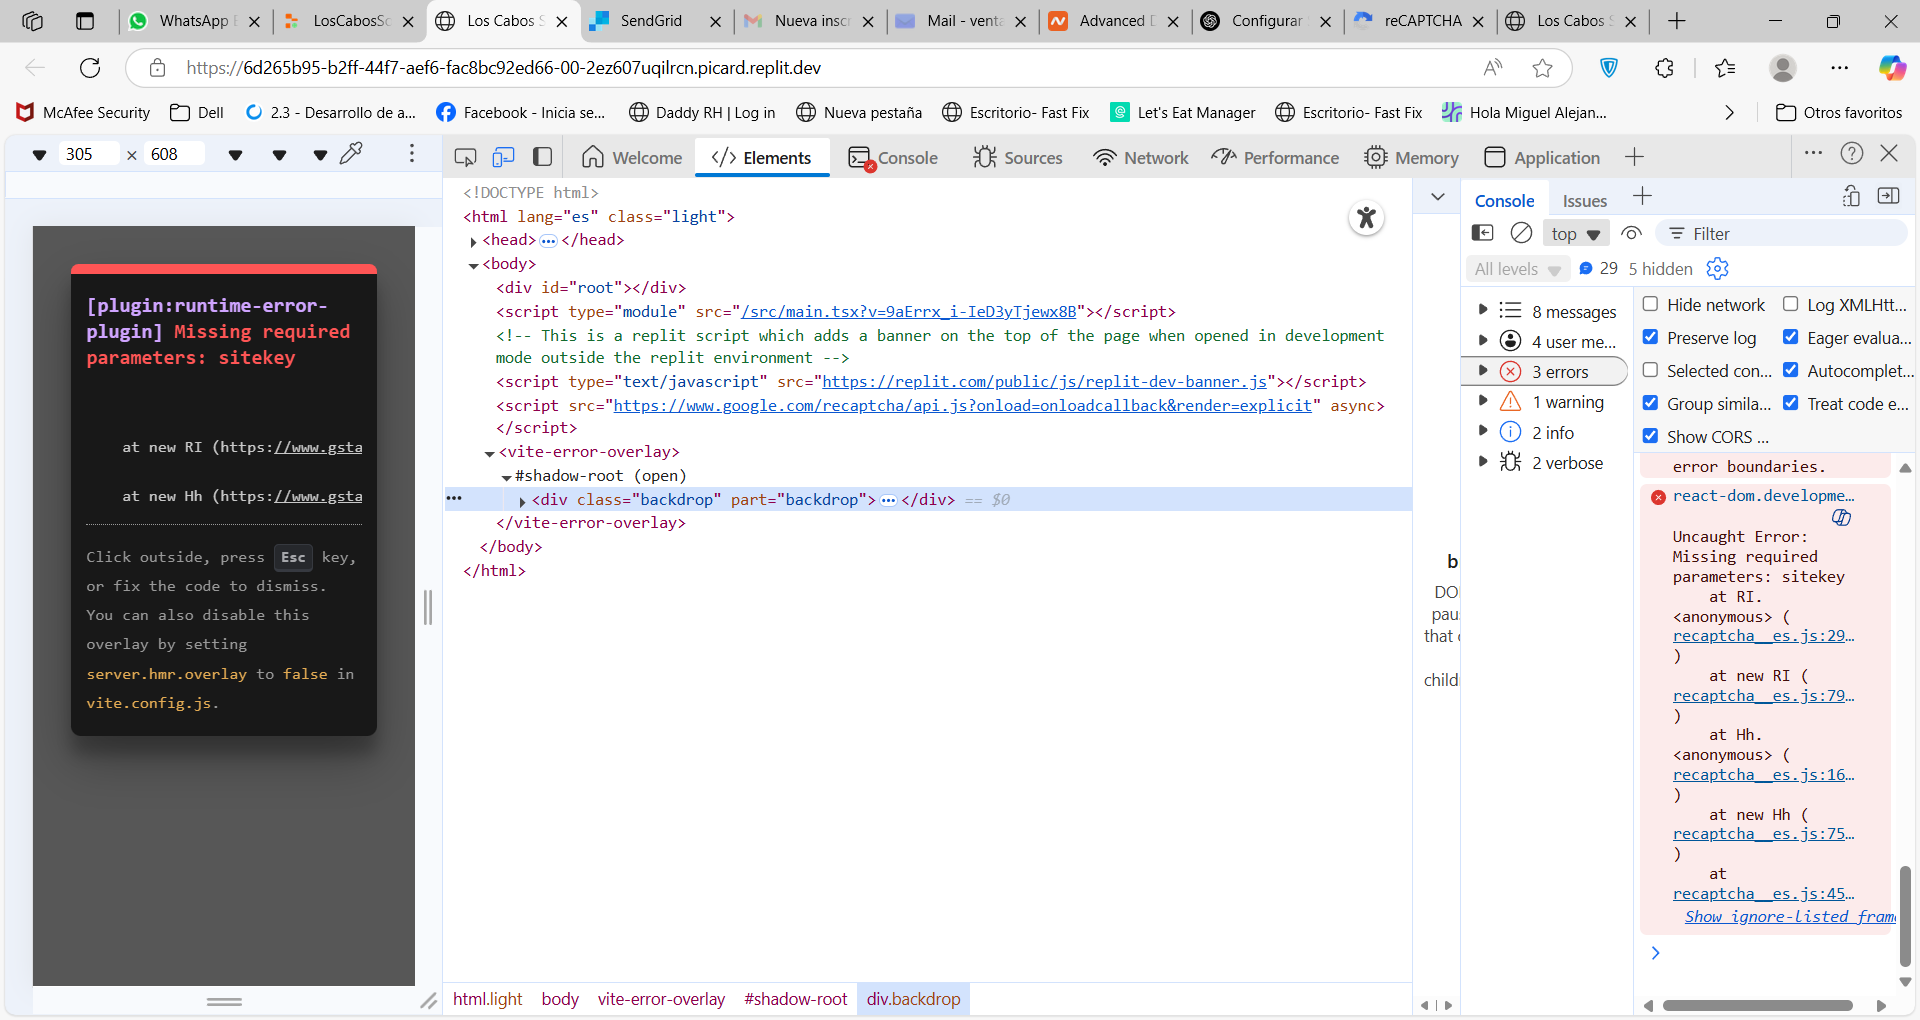 WhatsApp
LosCabosSc
Los Cabos S
SendGrid
Nueva inscr
Mail - venta
Advanced D
Configurar
reCAPTCHA
Los Cabos S
https://6d265b95-b2ff-44f7-aef6-fac8bc92ed66-00-2ez607uqilrcn.picard.replit.dev
McAfee Security
Dell
2.3 - Desarrollo de a...
Facebook - Inicia se...
Daddy RH | Log in
Nueva pestaña
Escritorio- Fast Fix
Let's Eat Manager
Escritorio- Fast Fix
Hola Miguel Alejan...
Otros favoritos
305 × 608
[plugin:runtime-error-
plugin] Missing required
parameters: sitekey
at new RI (https://www.gsta
at new Hh (https://www.gsta
Click outside, press Esc key,
or fix the code to dismiss.
You can also disable this
overlay by setting
server.hmr.overlay to false in
vite.config.js.
Welcome
</> Elements
Console
Sources
Network
Performance
Memory
Application
<!DOCTYPE html>
<html lang="es" class="light">
<head> ••• </head>
<body>
<div id="root"></div>
<script type="module" src="/src/main.tsx?v=9aErrx_i-IeD3yTjewx8B"></script>
<!-- This is a replit script which adds a banner on the top of the page when opened in development
mode outside the replit environment -->
<script type="text/javascript" src="https://replit.com/public/js/replit-dev-banner.js"></script>
<script src="https://www.google.com/recaptcha/api.js?onload=onloadcallback&render=explicit" async>
</script>
<vite-error-overlay>
#shadow-root (open)
••• <div class="backdrop" part="backdrop"> ••• </div> == $0
</vite-error-overlay>
</body>
</html>
html.light
body
vite-error-overlay
#shadow-root
div.backdrop
b
DO
pau
that
child
Console
Issues
top
Filter
All levels
29
5 hidden
8 messages
4 user me...
3 errors
1 warning
2 info
2 verbose
Hide network
Log XMLHtt...
Preserve log
Eager evalua...
Selected con...
Autocomplet...
Group simila...
Treat code e...
Show CORS ...
error boundaries.
react-dom.developme...
Uncaught Error:
Missing required
parameters: sitekey
at RI.
<anonymous> (
recaptcha__es.js:29...
)
at new RI (
recaptcha__es.js:79...
)
at Hh.
<anonymous> (
recaptcha__es.js:16...
)
at new Hh (
recaptcha__es.js:75...
)
at
recaptcha__es.js:45...
Show ignore-listed fram